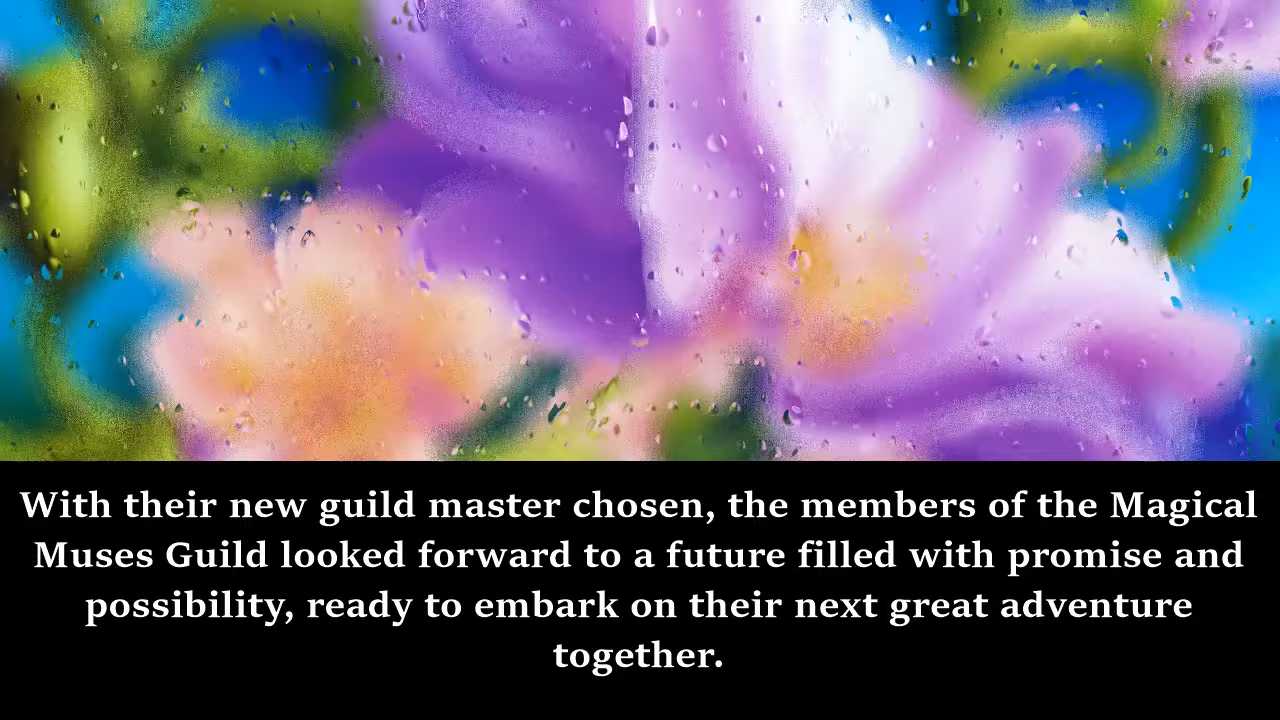 With their new guild master chosen, the members of the Magical
Muses Guild looked forward to a future filled with promise and
possibility, ready to embark on their next great adventure
together.